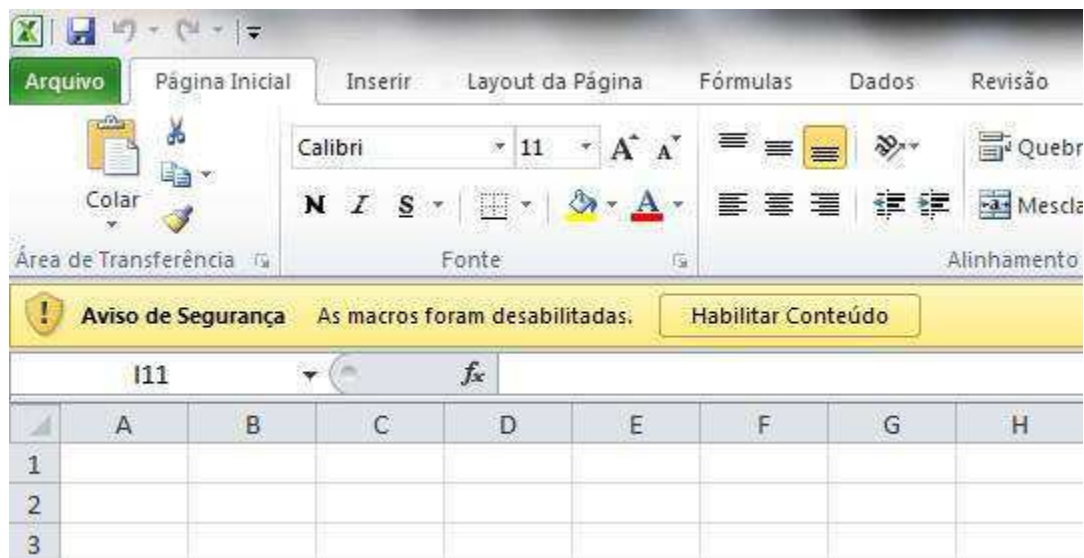 Arquivo Página Inicial Inserir Layout da Página Fórmulas Dados Revisão
Calibri 11 A A Quebr
Colar
N I S A Mescla
Área de Transferência Fonte Alinhamento
Aviso de Segurança As macros foram desabilitadas. Habilitar Conteúdo
I11 fx
A B C D E F G H
1
2
3